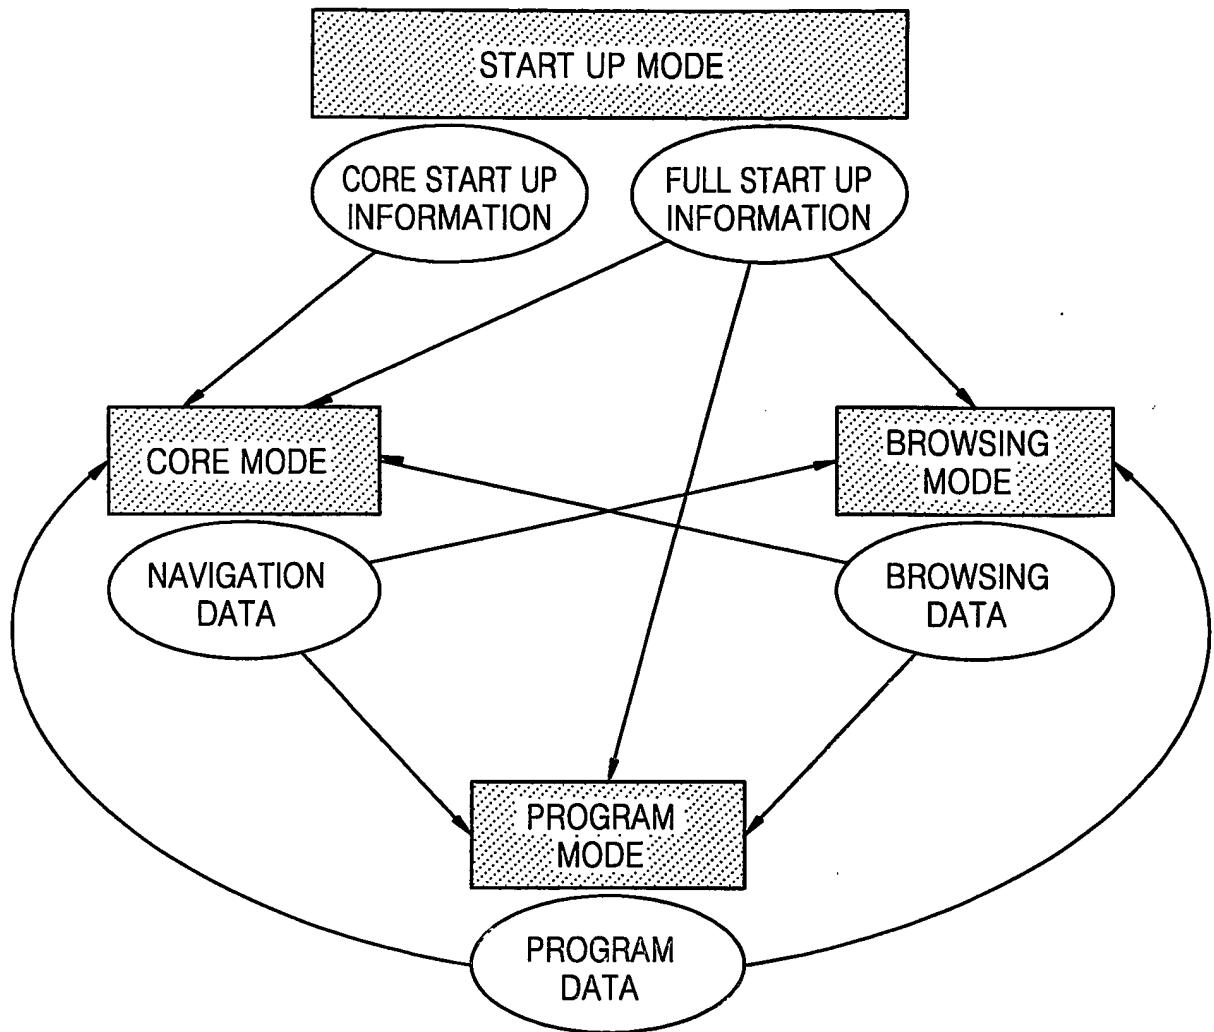 START UP MODE
CORE START UP
INFORMATION
FULL START UP
INFORMATION
CORE MODE
BROWSING
MODE
NAVIGATION
DATA
BROWSING
DATA
PROGRAM
MODE
PROGRAM
DATA